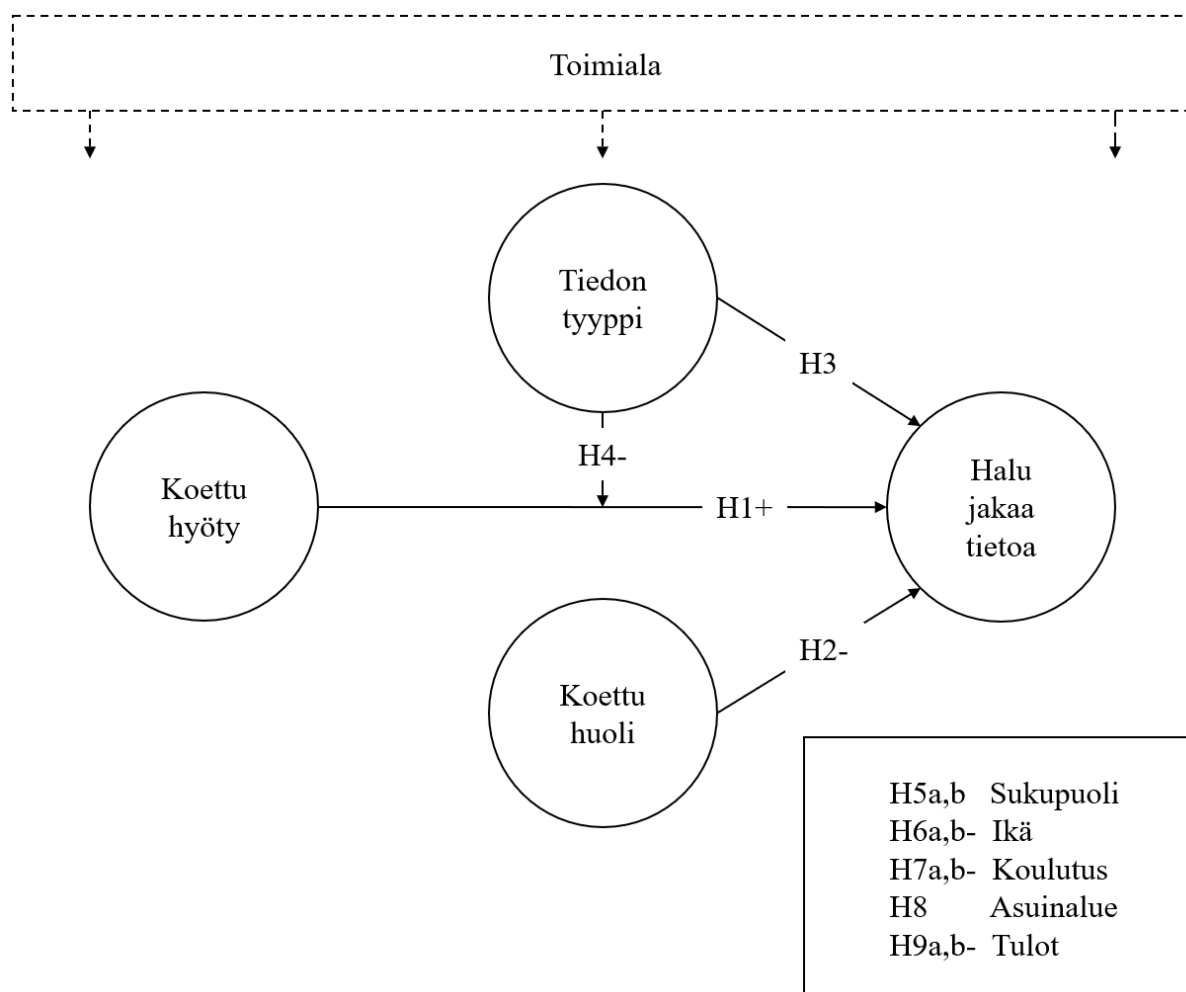 Toimiala
Tiedon
tyyppi
H3
H4-
Koettu
hyöty
H1+
Halu
jakaa
tietoa
H2-
Koettu
huoli
H5a,b Sukupuoli
H6a,b- Ikä
H7a,b- Koulutus
H8 Asuinalue
H9a,b- Tulot